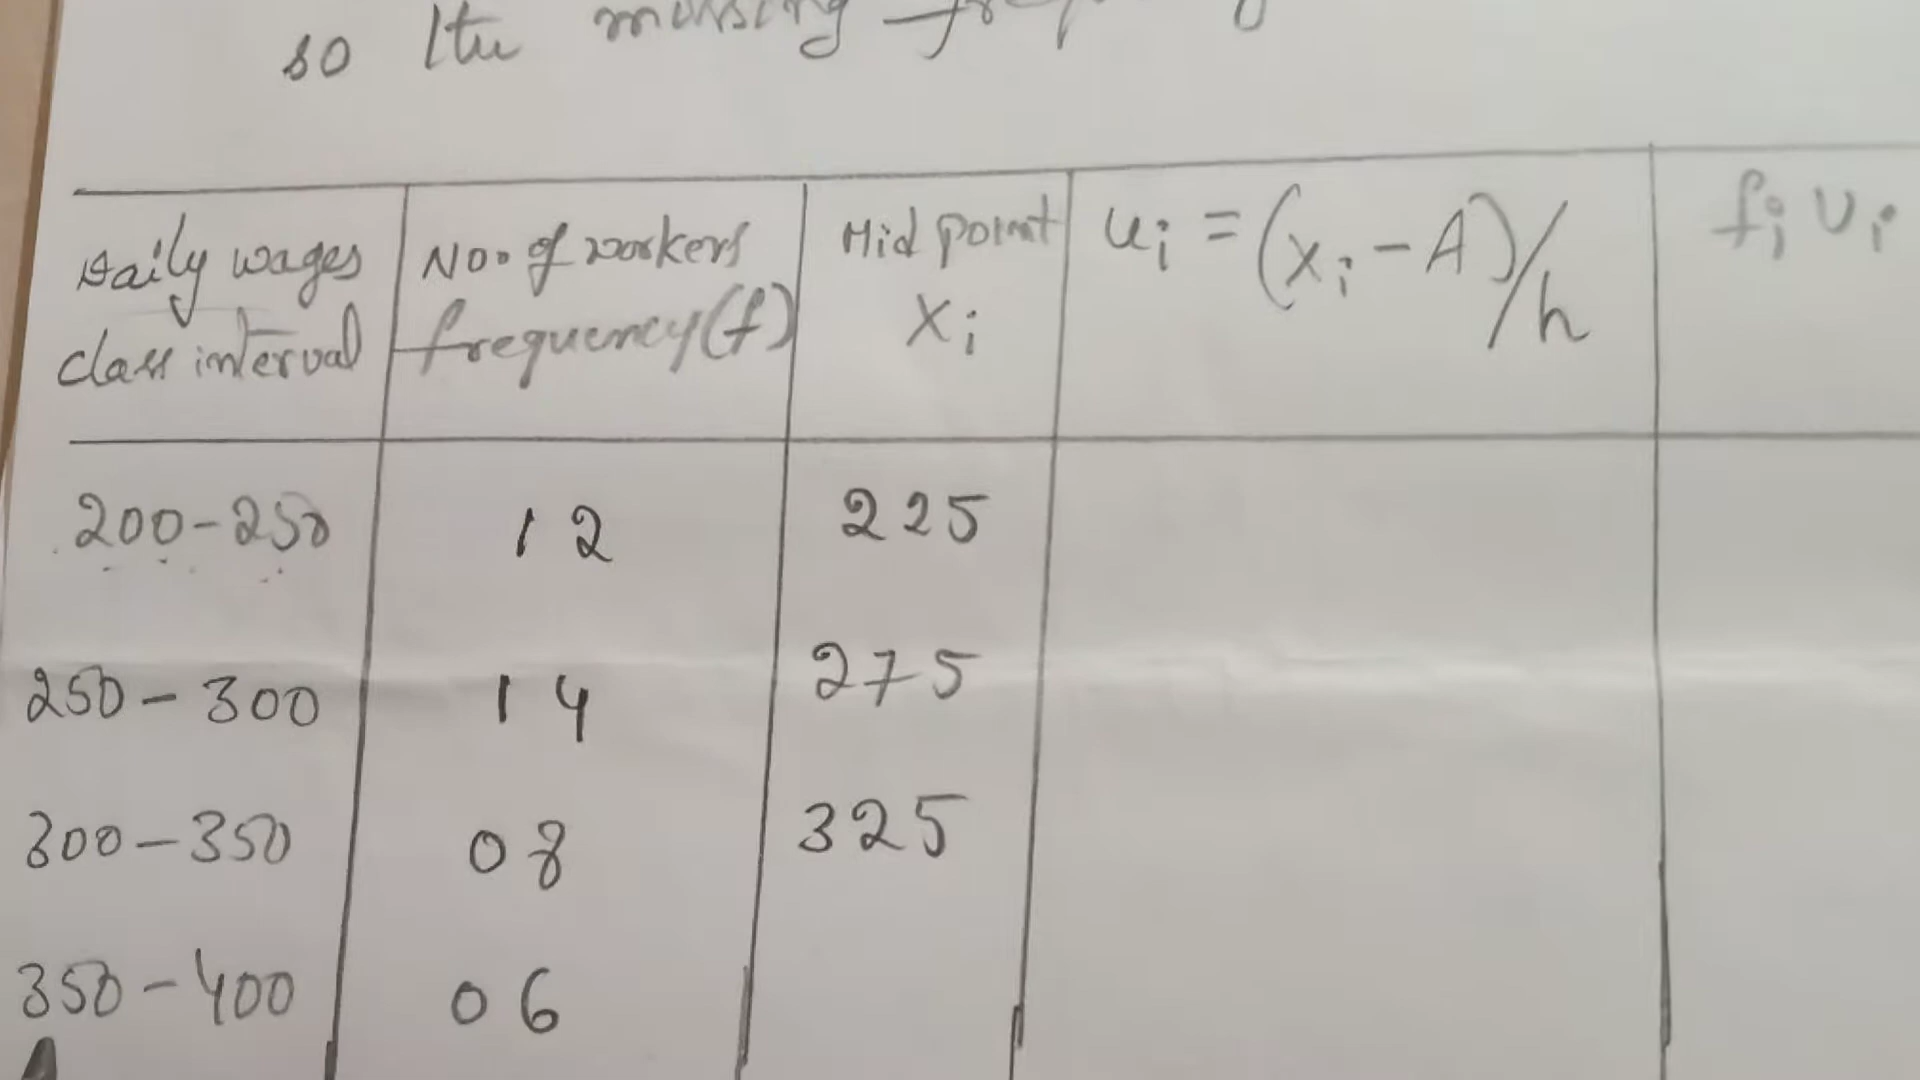 so the missing
Daily wages class interval | No. of workers frequency (f) | Mid point xi | ui = (xi - A)/h | fi ui
200-250 | 12 | 225
250-300 | 14 | 275
300-350 | 08 | 325
350-400 | 06